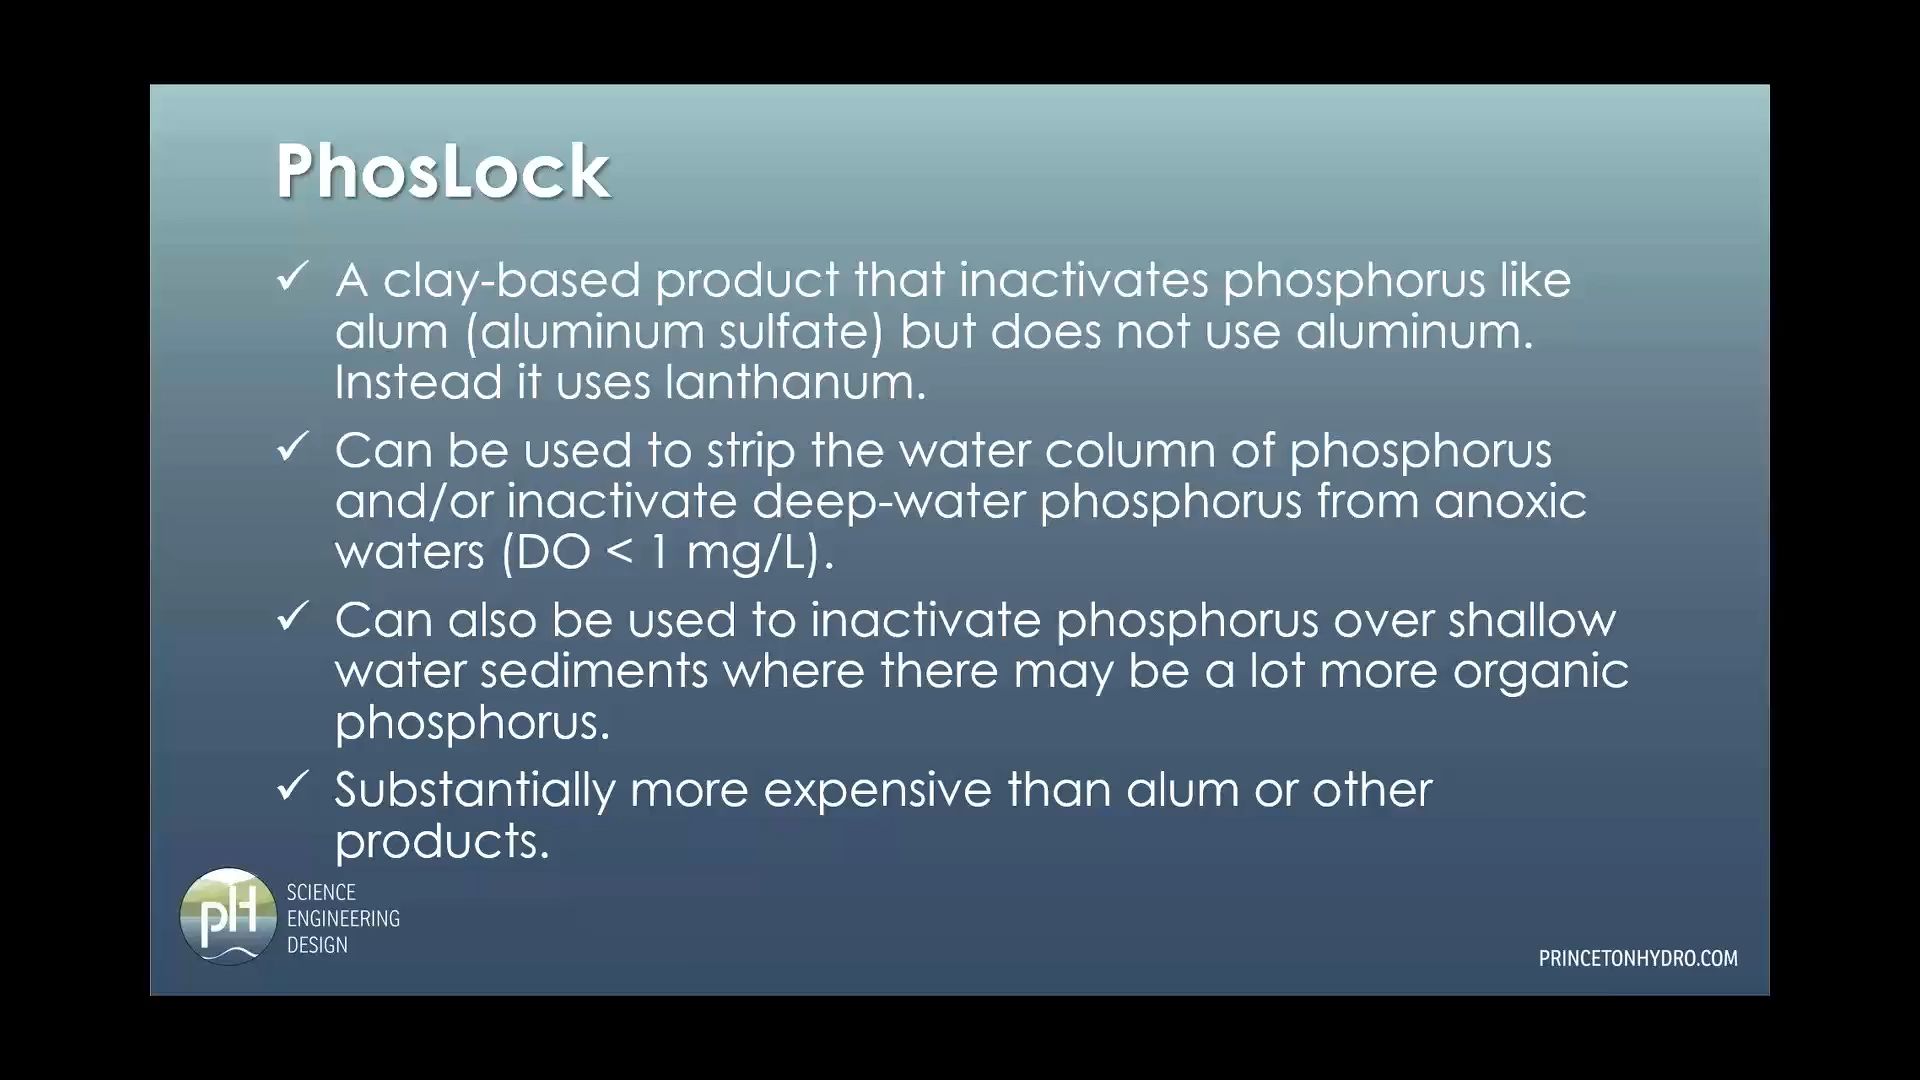 PhosLock
✓ A clay-based product that inactivates phosphorus like
alum (aluminum sulfate) but does not use aluminum.
Instead it uses lanthanum.
✓ Can be used to strip the water column of phosphorus
and/or inactivate deep-water phosphorus from anoxic
waters (DO < 1 mg/L).
✓ Can also be used to inactivate phosphorus over shallow
water sediments where there may be a lot more organic
phosphorus.
✓ Substantially more expensive than alum or other
products.
pH
SCIENCE
ENGINEERING
DESIGN
PRINCETONHYDRO.COM